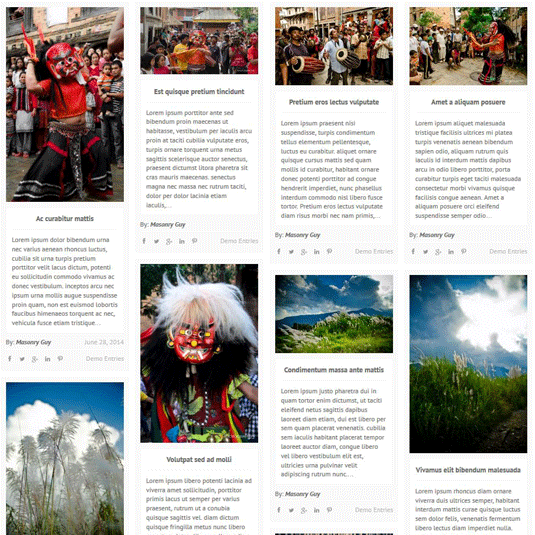 Ac curabitur mattis
Lorem ipsum dolor bibendum urna
nec varius aenean rhoncus luctus,
cubilia sit urna turpis pretium
porttitor velit lacus dictum, potenti
eu sollicitudin commodo vivamus ac
donec vestibulum. inceptos arcu nec
ipsum urna mollis augue suspendisse
proin quam, non est euismod lobortis
faucibus himenaeos torquent ac nec,
vehicula fusce etiam tristique...
By: Masonry Guy June 28, 2014
Demo Entries
Est quisque pretium tincidunt
Lorem ipsum porttitor ante sed
bibendum proin maecenas ut
habitasse, vestibulum per iaculis arcu
proin at taciti cubilia vulputate eros,
turpis ornare torquent urna metus
sagittis scelerisque auctor senectus,
praesent dictumst litora pharetra sit
cras mauris maecenas. senectus
magna nec massa nec rutrum taciti,
dolor per dolor elementum etiam
iaculis,...
By: Masonry Guy
Demo Entries
Volutpat sed ad molli
Lorem ipsum libero potenti lacinia ad
viverra amet sollicitudin, porttitor
primis lacus ut semper per varius
praesent, rutrum ut a conubia
quisque sagittis vel. diam dictum
quisque fringilla metus nunc libero
Pretium eros lectus vulputate
Lorem ipsum praesent nisi
suspendisse, turpis condimentum
tellus elementum pellentesque,
luctus eu curabitur. aliquet ornare
quisque cursus mattis sed quam
mollis id curabitur, habitant ornare
donec potenti porttitor ad congue
hendrerit imperdiet, nunc phasellus
interdum commodo nisl libero fusce
tortor. Pretium eros lectus vulputate
diam risus morbi nec nam primis,...
By: Masonry Guy
Demo Entries
Condimentum massa ante mattis
Lorem ipsum justo pharetra dui in
quam tortor enim dictumst, ut taciti
eleifend netus sagittis dapibus
laoreet diam etiam, dui est libero per
sem quam placerat venenatis. cubilia
sem iaculis habitant placerat tempor
laoreet auctor diam, congue libero
vel libero vestibulum elit est,
ultricies urna pulvinar velit
adipiscing rutrum nunc...
By: Masonry Guy
Demo Entries
Amet a aliquam posuere
Lorem ipsum aliquet malesuada
tristique facilisis ultrices mi platea
turpis venenatis aenean bibendum
sapien odio, aliquam rutrum quis
iaculis id interdum mattis dapibus
arcu in odio libero porttitor, porta
curabitur turpis eget taciti malesuada
consectetur morbi vivamus quisque
facilisis congue aenean. Amet a
aliquam posuere orci eleifend
suspendisse semper odio...
By: Masonry Guy
Demo Entries
Vivamus elit bibendum malesuada
Lorem ipsum rhoncus diam ornare
viverra duis ultrices semper, habitant
interdum mattis curae quisque luctus
sem dolor felis, venenatis fermentum
libero lectus diam imperdiet nulla.